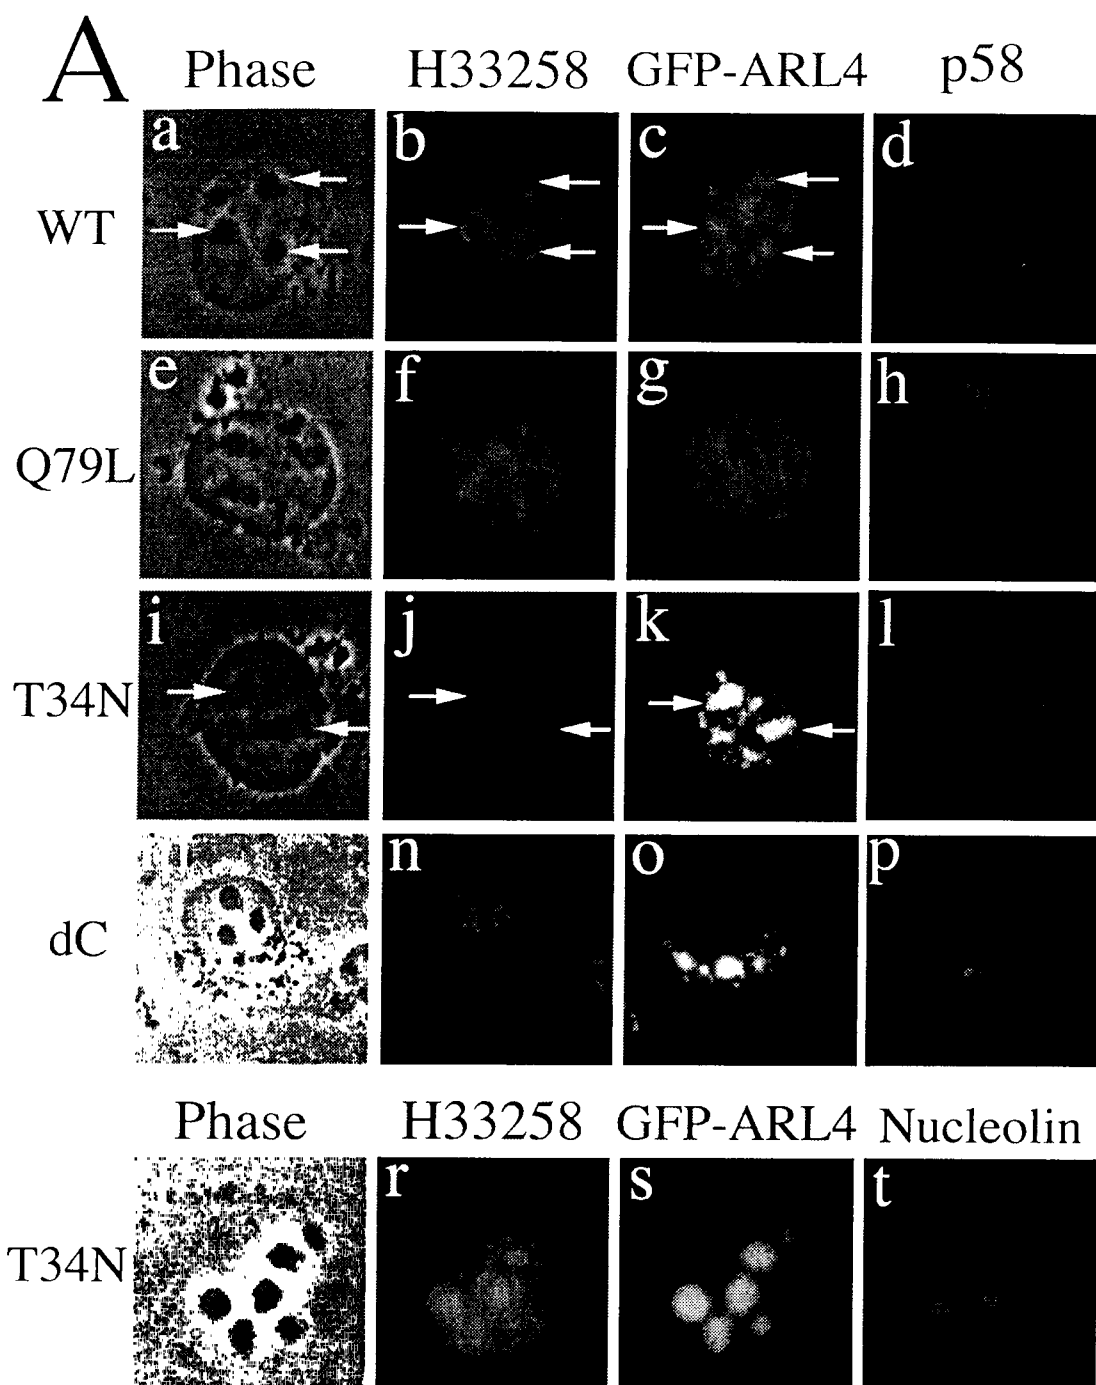 A
Phase H33258 GFP-ARL4 p58
a b c d
WT
e f g h
Q79L
i j k l
T34N
n o p
dC
Phase H33258 GFP-ARL4 Nucleolin
r s t
T34N